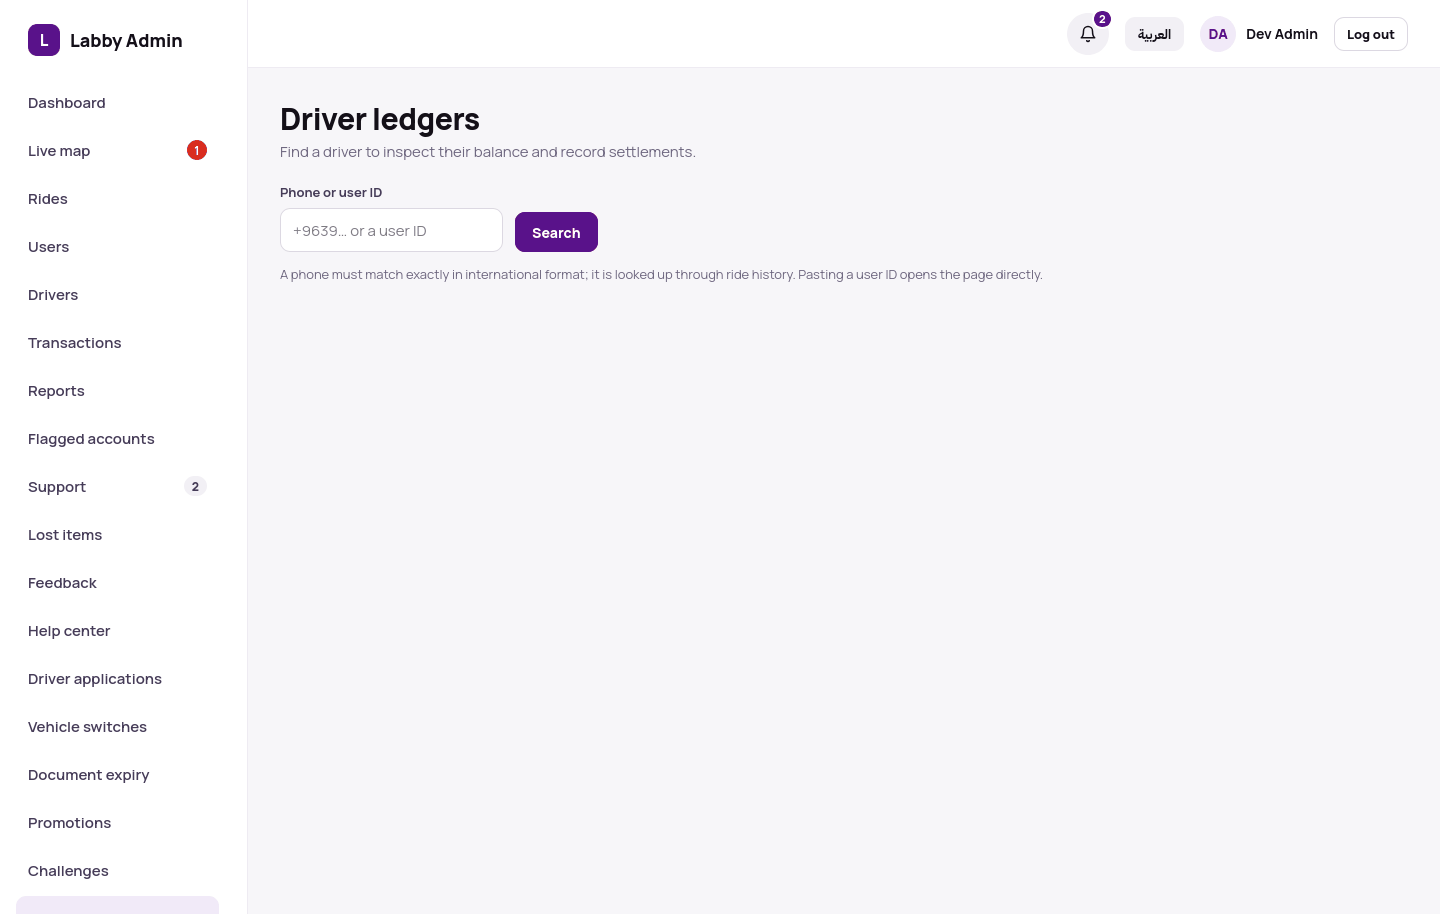 L Labby Admin
2
العربية
DA Dev Admin
Log out
Dashboard
Live map 1
Rides
Users
Drivers
Transactions
Reports
Flagged accounts
Support 2
Lost items
Feedback
Help center
Driver applications
Vehicle switches
Document expiry
Promotions
Challenges
Driver ledgers
Find a driver to inspect their balance and record settlements.
Phone or user ID
+9639… or a user ID
Search
A phone must match exactly in international format; it is looked up through ride history. Pasting a user ID opens the page directly.